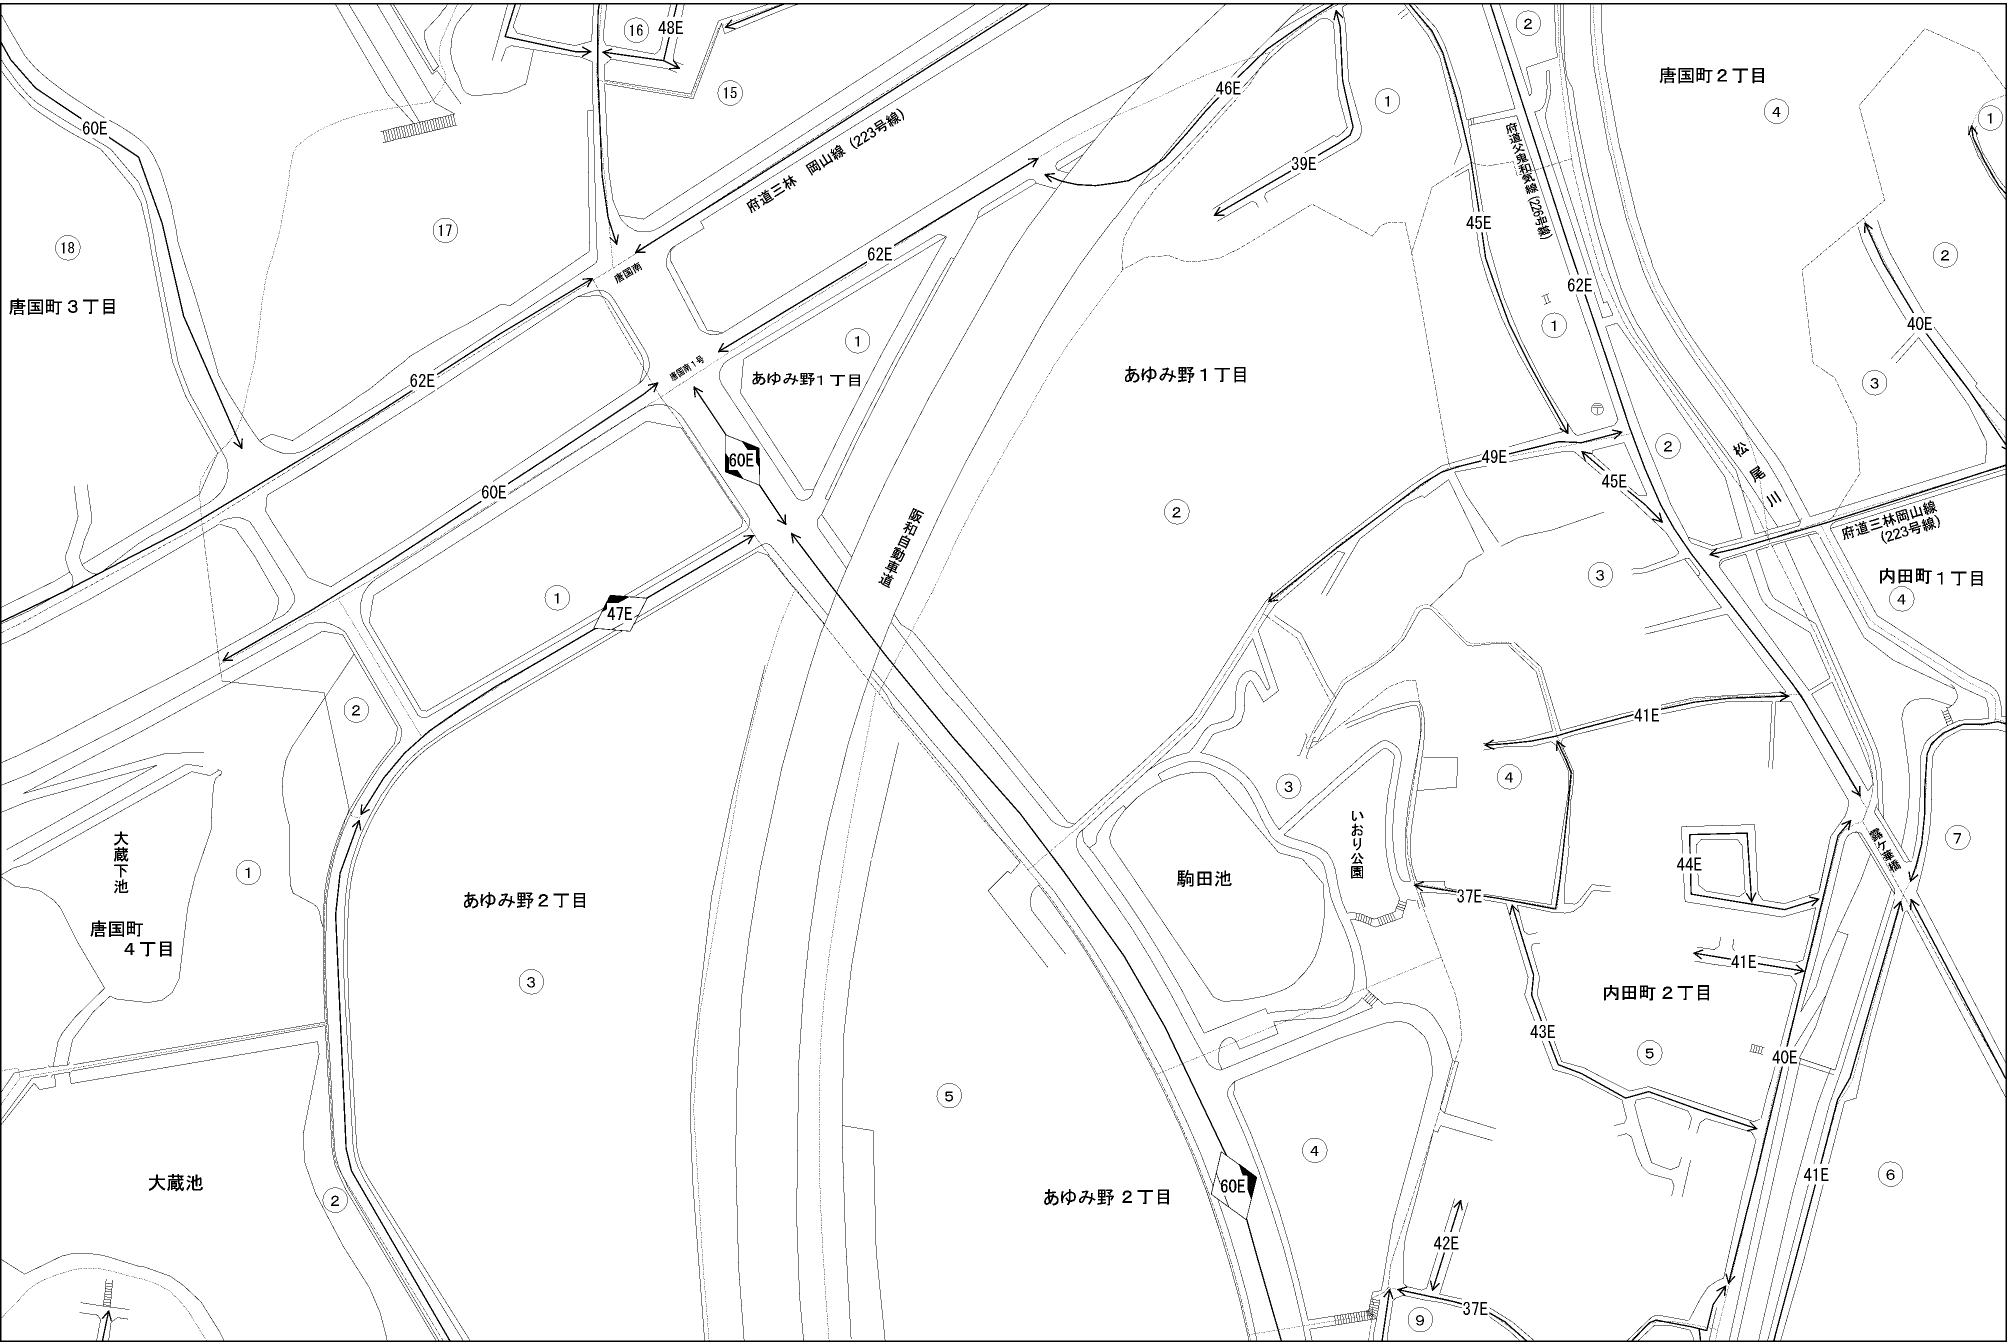 16
48E
15
60E
府道三林　岡山線（223号線）
46E
1
39E
2
唐国町２丁目
4
1
府道父鬼和気線（226号線）
17
18
唐国町３丁目
唐国南
62E
45E
62E
2
1
40E
1
62E
唐国南１号
あゆみ野１丁目
あゆみ野１丁目
3
〒
60E
49E
45E
2
松尾川
60E
2
阪和自動車道
府道三林岡山線
（223号線）
3
内田町１丁目
4
1
47E
2
41E
4
3
大蔵下池
1
いおり公園
露ケ華橋
7
44E
駒田池
37E
あゆみ野２丁目
唐国町
４丁目
41E
3
内田町２丁目
43E
5
40E
5
4
41E
6
大蔵池
2
あゆみ野２丁目
60E
42E
37E
9